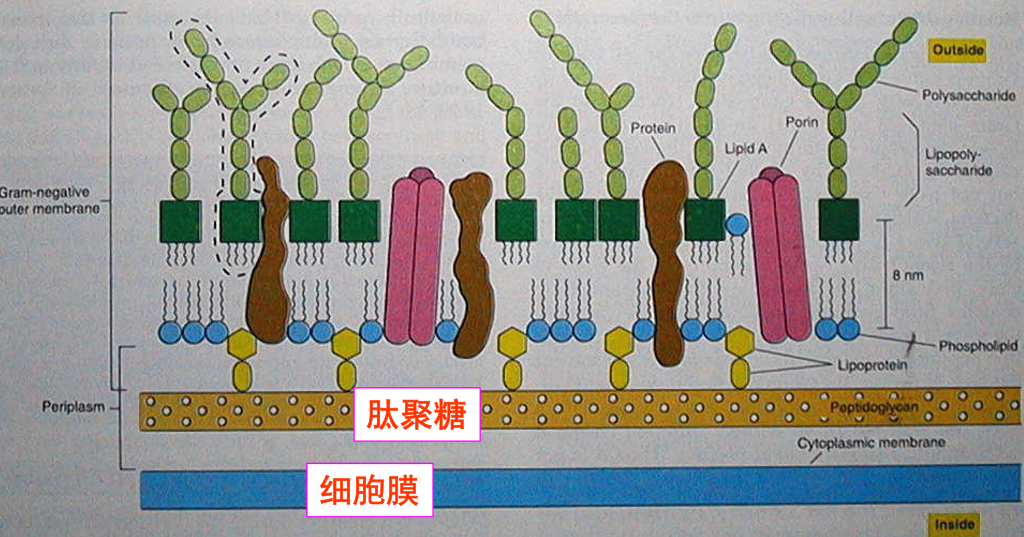 Outside
Polysaccharide
Protein
Porin
Lipid A
Lipopoly-
saccharide
Gram-negative
outer membrane
8 nm
Phospholipid
Lipoprotein
Periplasm
肽聚糖
Peptidoglycan
Cytoplasmic membrane
细胞膜
Inside